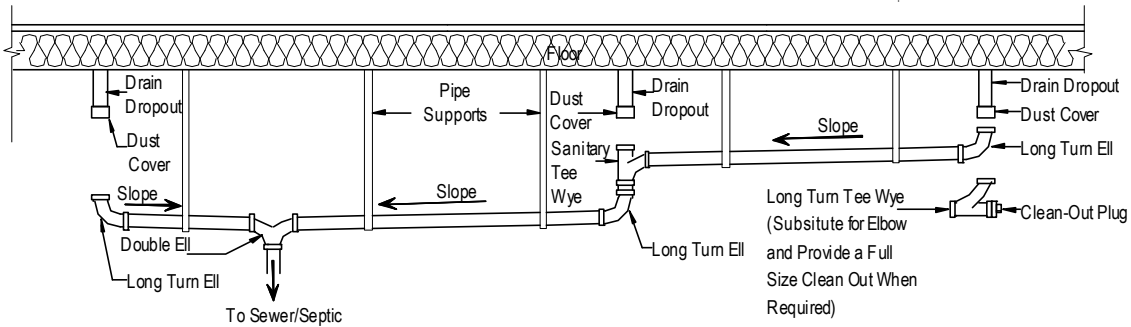 Floor
Drain
Dropout
Dust
Cover
Pipe
Supports
Dust
Cover
Drain
Dropout
Sanitary
Tee
Wye
Slope
Drain Dropout
Dust Cover
Long Turn Ell
Slope
Slope
Double Ell
Long Turn Ell
To Sewer/Septic
Long Turn Ell
Long Turn Tee Wye
(Subsitute for Elbow
and Provide a Full
Size Clean Out When
Required)
Clean-Out Plug